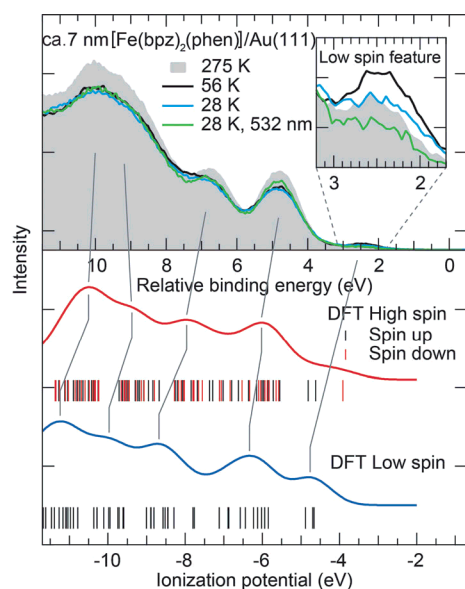 ca.7 nm[Fe(bpz)₂(phen)]/Au(111)
275 K
56 K
28 K
28 K, 532 nm
Low spin feature
3 2
Intensity
10 8 6 4 2 0
Relative binding energy (eV)
DFT High spin
Spin up
Spin down
DFT Low spin
-10 -8 -6 -4 -2
Ionization potential (eV)